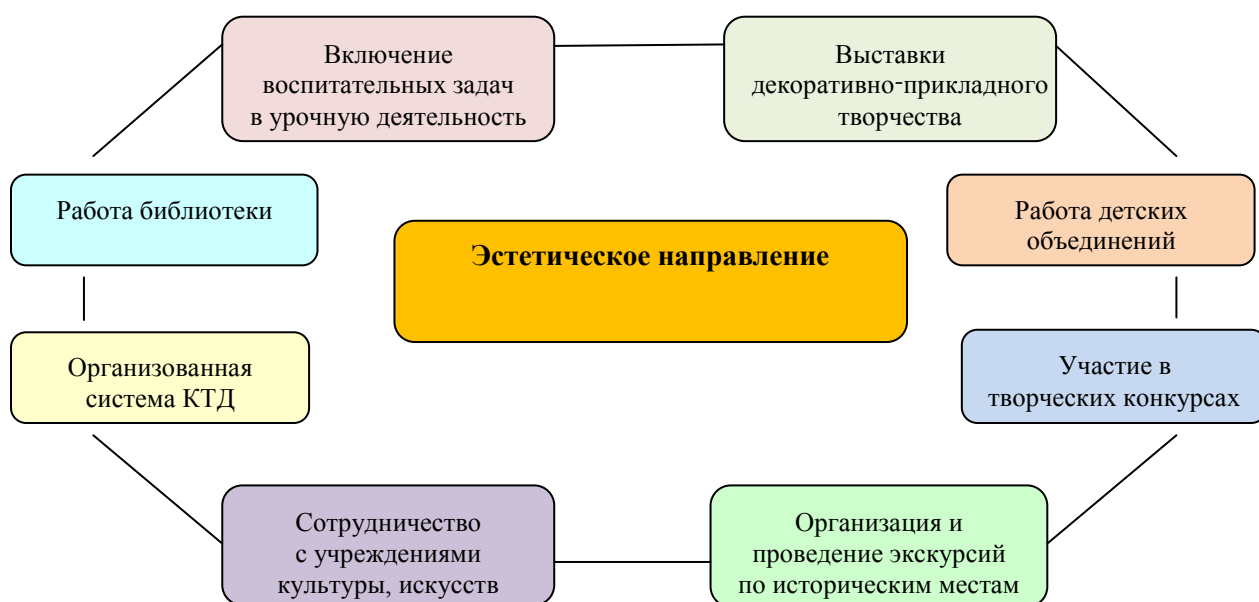 Включение
воспитательных задач
в урочную деятельность
Выставки
декоративно-прикладного
творчества
Работа библиотеки
Работа детских
объединений
Эстетическое направление
Организованная
система КТД
Участие в
творческих конкурсах
Сотрудничество
с учреждениями
культуры, искусств
Организация и
проведение экскурсий
по историческим местам